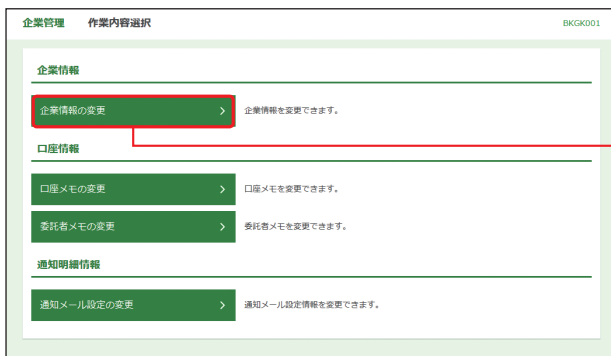 企業管理 作業内容選択 BKGK001
企業情報
企業情報の変更 企業情報を変更できます。
口座情報
口座メモの変更 口座メモを変更できます。
委託者メモの変更 委託者メモを変更できます。
通知明細情報
通知メール設定の変更 通知メール設定情報を変更できます。